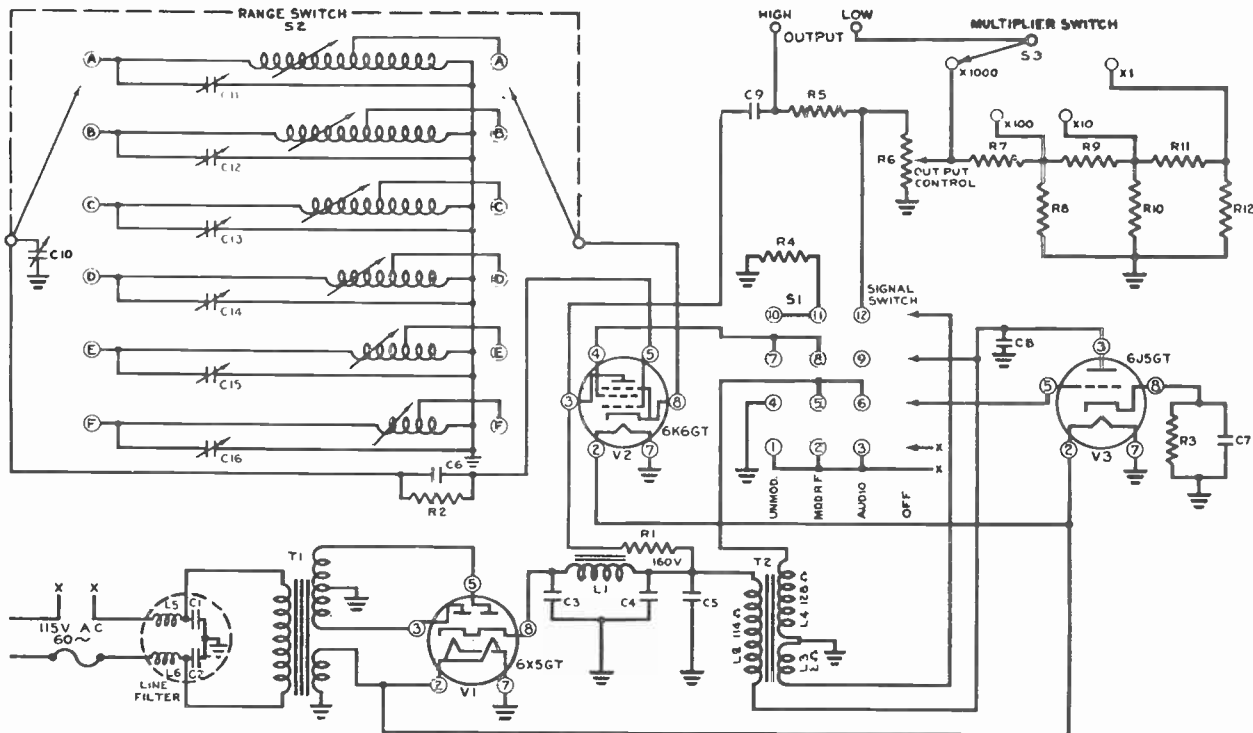 RANGE SWITCH
S2
HIGH
LOW
OUTPUT
MULTIPLIER SWITCH
S3
X1000
X1
X100
X10
A
C11
A
B
C12
B
C
C13
C
D
C14
D
E
C15
E
F
C16
F
C10
C6
R2
C9
R5
R6
OUTPUT
CONTROL
R7
R9
R11
R8
R10
R12
R4
S1
SIGNAL
SWITCH
10
11
12
7
8
9
4
5
6
1
2
3
X
X
UNMOD.
MOD R F
AUDIO
OFF
4
5
3
8
6K6GT
2
7
V2
C8
3
6J5GT
5
8
2
7
V3
R3
C7
R1
160V
L1
C3
C4
C5
T2
L2 114 Ω
L4 128 Ω
L3
T1
5
3
8
6X5GT
2
7
V1
X
X
115V AC
60~
L5
C1
L6
C2
LINE
FILTER